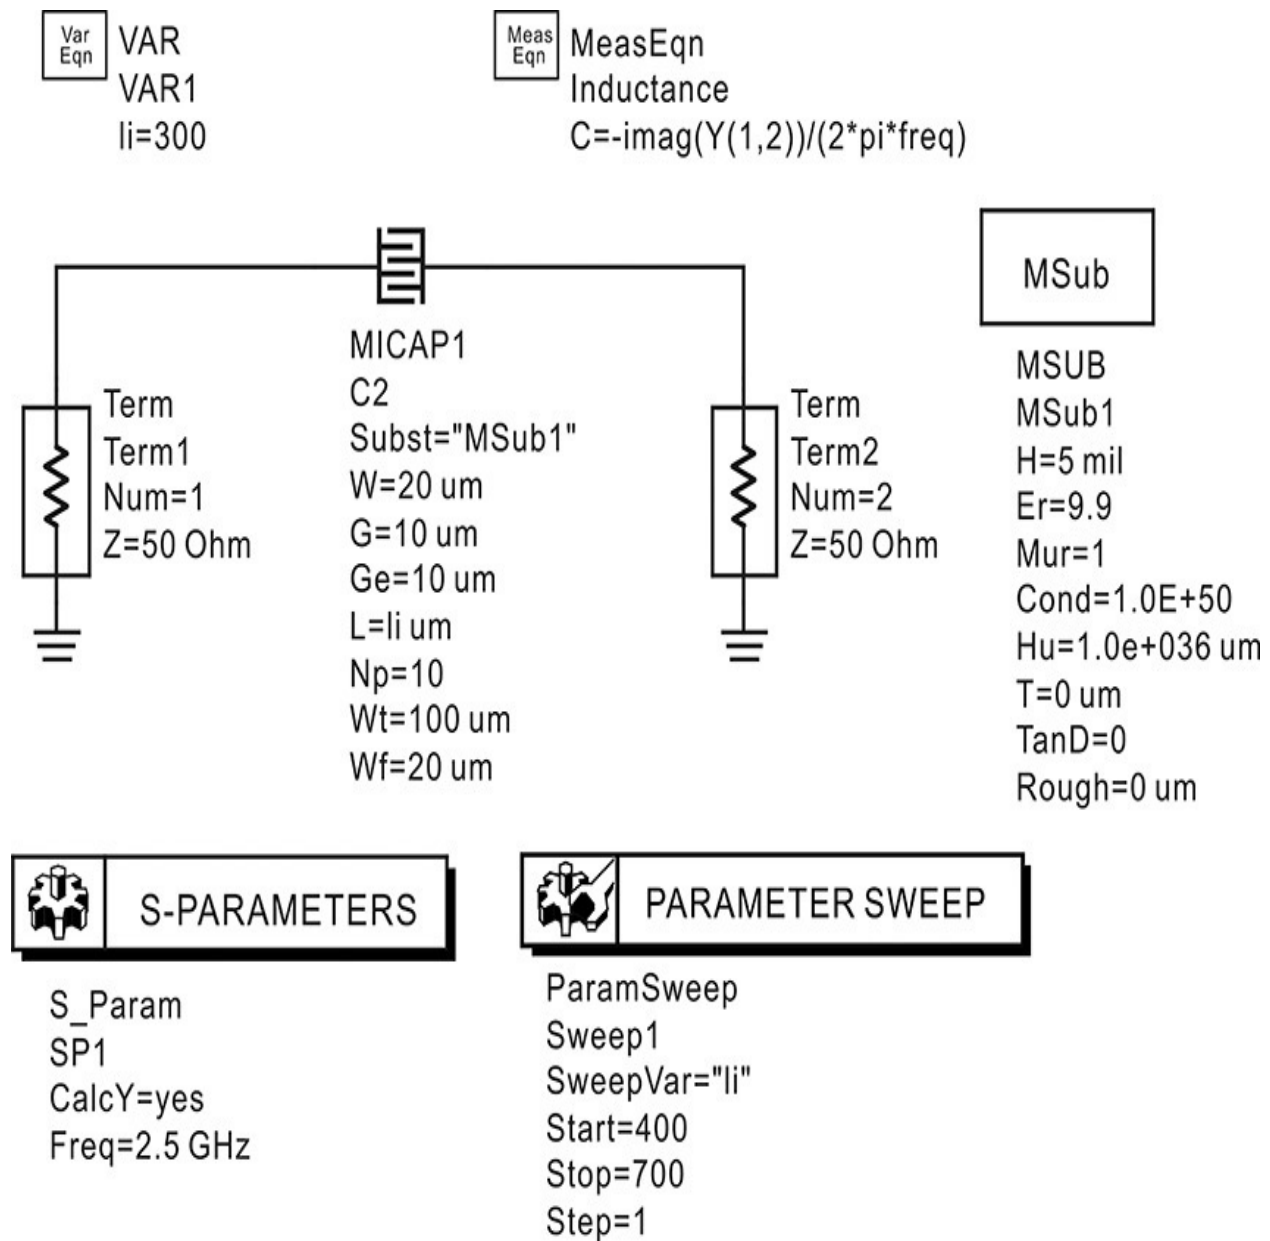 Var
Eqn
VAR
VAR1
li=300
Meas
Eqn
MeasEqn
Inductance
C=-imag(Y(1,2))/(2*pi*freq)
Term
Term1
Num=1
Z=50 Ohm
MICAP1
C2
Subst="MSub1"
W=20 um
G=10 um
Ge=10 um
L=li um
Np=10
Wt=100 um
Wf=20 um
Term
Term2
Num=2
Z=50 Ohm
MSub
MSUB
MSub1
H=5 mil
Er=9.9
Mur=1
Cond=1.0E+50
Hu=1.0e+036 um
T=0 um
TanD=0
Rough=0 um
S-PARAMETERS
S_Param
SP1
CalcY=yes
Freq=2.5 GHz
PARAMETER SWEEP
ParamSweep
Sweep1
SweepVar="li"
Start=400
Stop=700
Step=1